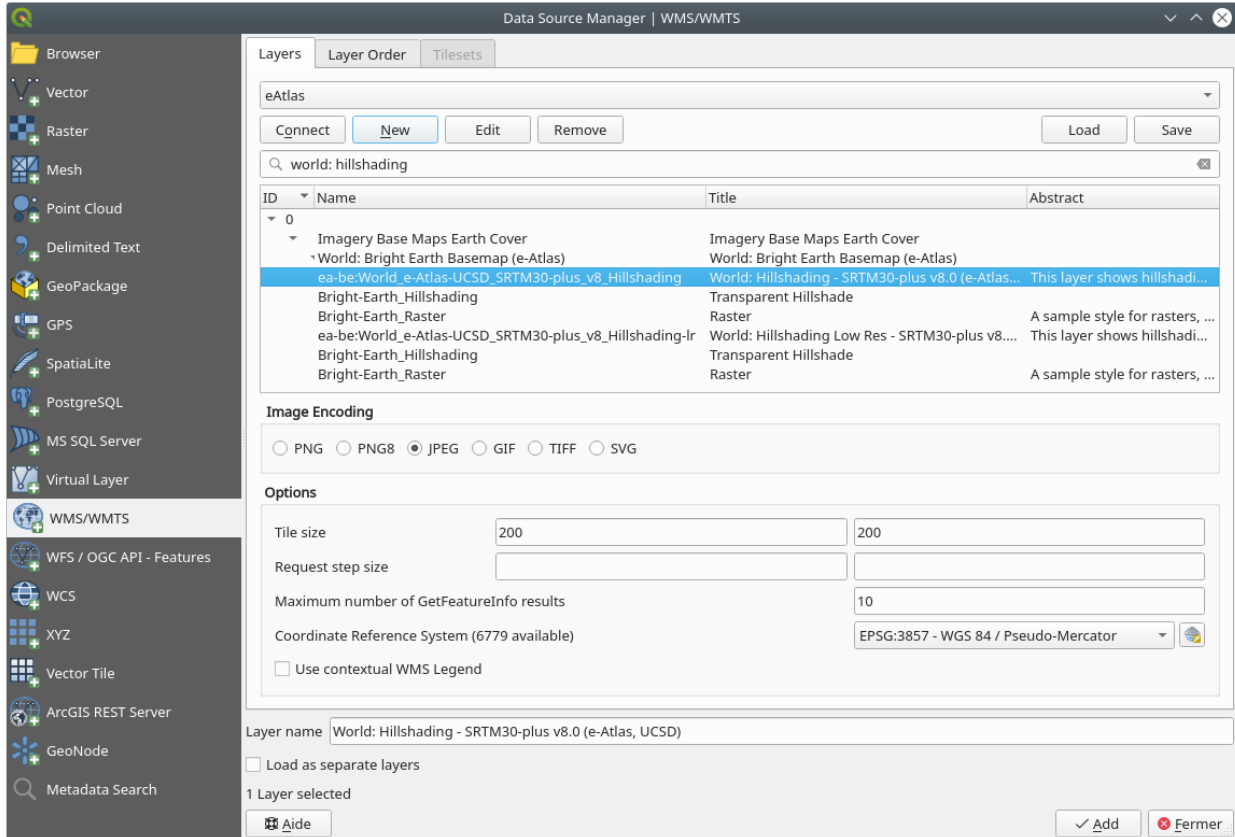 Data Source Manager | WMS/WMTS
Browser
Vector
Raster
Mesh
Point Cloud
Delimited Text
GeoPackage
GPS
SpatiaLite
PostgreSQL
MS SQL Server
Virtual Layer
WMS/WMTS
WFS / OGC API - Features
WCS
XYZ
Vector Tile
ArcGIS REST Server
GeoNode
Metadata Search
Layers Layer Order Tilesets
eAtlas
Connect New Edit Remove Load Save
world: hillshading
ID Name Title Abstract
0
Imagery Base Maps Earth Cover Imagery Base Maps Earth Cover
World: Bright Earth Basemap (e-Atlas) World: Bright Earth Basemap (e-Atlas)
ea-be:World_e-Atlas-UCSD_SRTM30-plus_v8_Hillshading World: Hillshading - SRTM30-plus v8.0 (e-Atlas... This layer shows hillshadi...
Bright-Earth_Hillshading Transparent Hillshade
Bright-Earth_Raster Raster A sample style for rasters, ...
ea-be:World_e-Atlas-UCSD_SRTM30-plus_v8_Hillshading-lr World: Hillshading Low Res - SRTM30-plus v8.... This layer shows hillshadi...
Bright-Earth_Hillshading Transparent Hillshade
Bright-Earth_Raster Raster A sample style for rasters, ...
Image Encoding
PNG PNG8 JPEG GIF TIFF SVG
Options
Tile size 200 200
Request step size
Maximum number of GetFeatureInfo results 10
Coordinate Reference System (6779 available) EPSG:3857 - WGS 84 / Pseudo-Mercator
Use contextual WMS Legend
Layer name World: Hillshading - SRTM30-plus v8.0 (e-Atlas, UCSD)
Load as separate layers
1 Layer selected
Aide Add Fermer